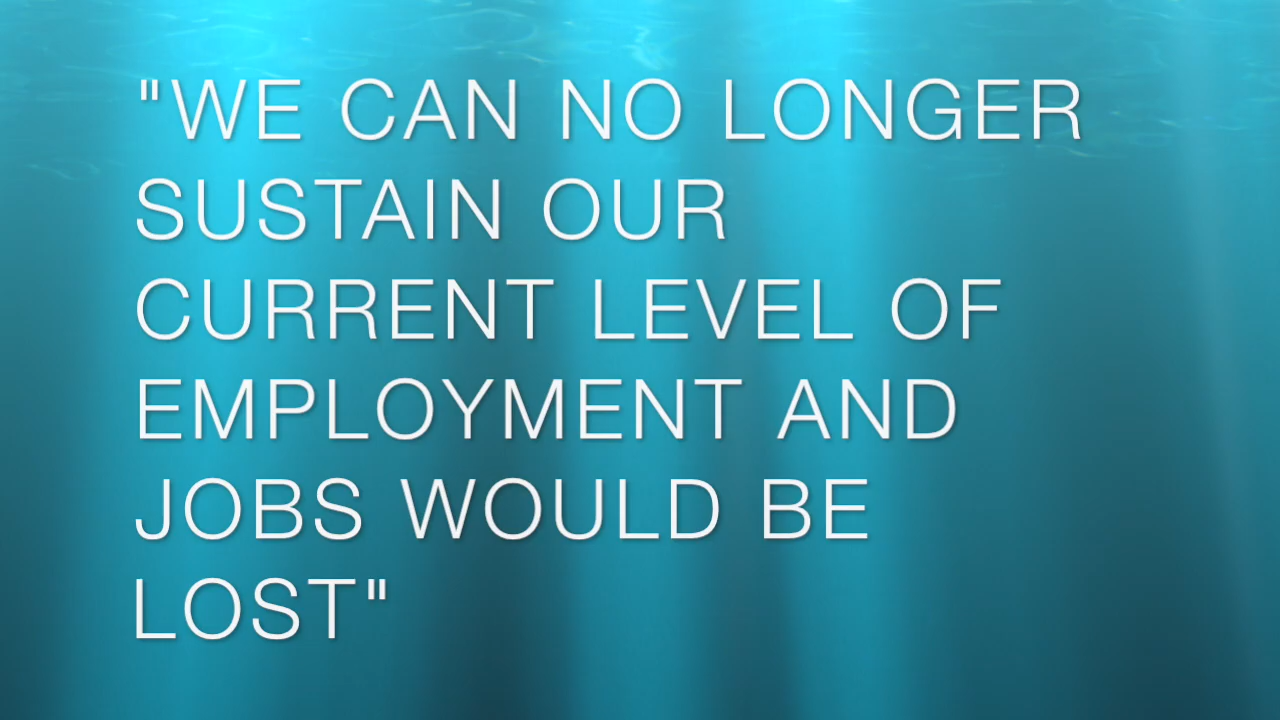 "WE CAN NO LONGER
SUSTAIN OUR
CURRENT LEVEL OF
EMPLOYMENT AND
JOBS WOULD BE
LOST"